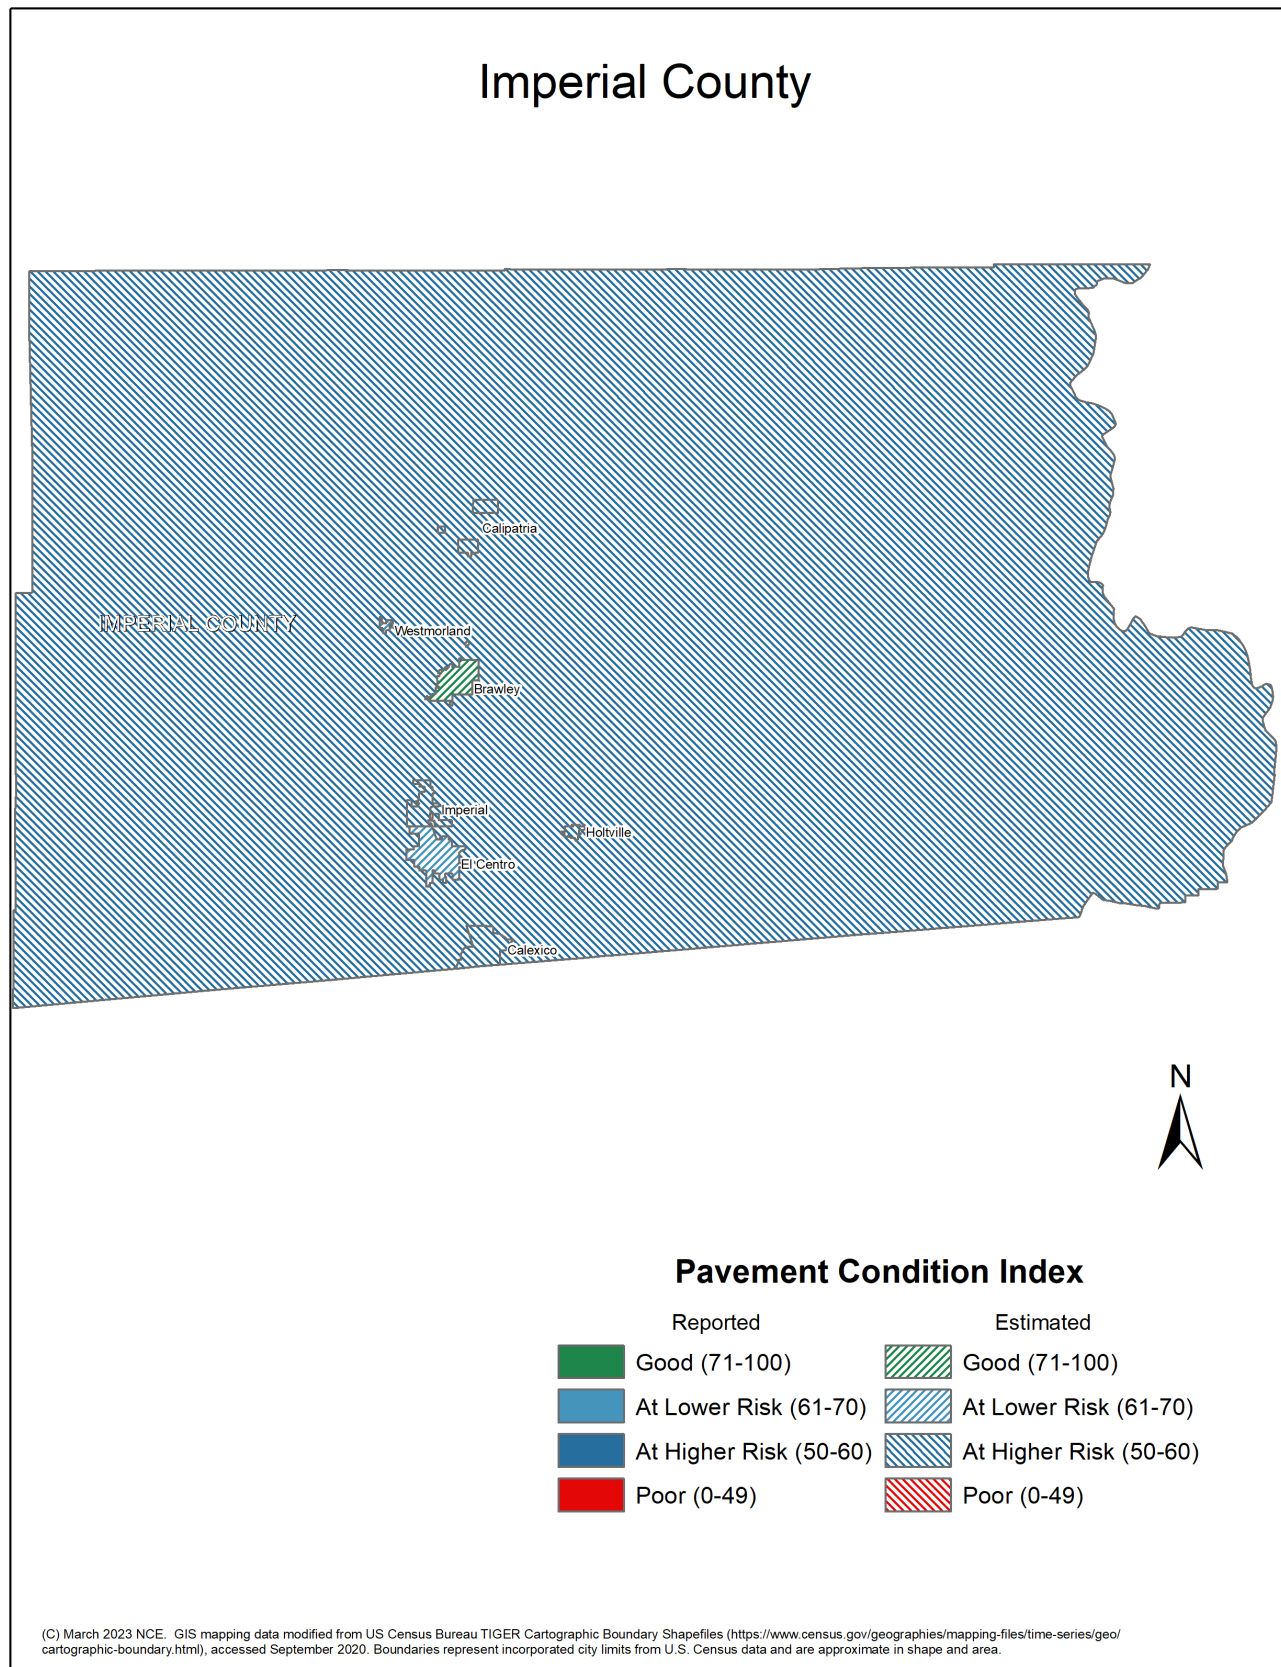 Imperial County
Calipatria
IMPERIAL COUNTY
Westmorland
Brawley
Imperial
Holtville
El Centro
Calexico
N
Pavement Condition Index
Reported
Estimated
Good (71-100)
Good (71-100)
At Lower Risk (61-70)
At Lower Risk (61-70)
At Higher Risk (50-60)
At Higher Risk (50-60)
Poor (0-49)
Poor (0-49)
(C) March 2023 NCE.  GIS mapping data modified from US Census Bureau TIGER Cartographic Boundary Shapefiles (https://www.census.gov/geographies/mapping-files/time-series/geo/
cartographic-boundary.html), accessed September 2020. Boundaries represent incorporated city limits from U.S. Census data and are approximate in shape and area.